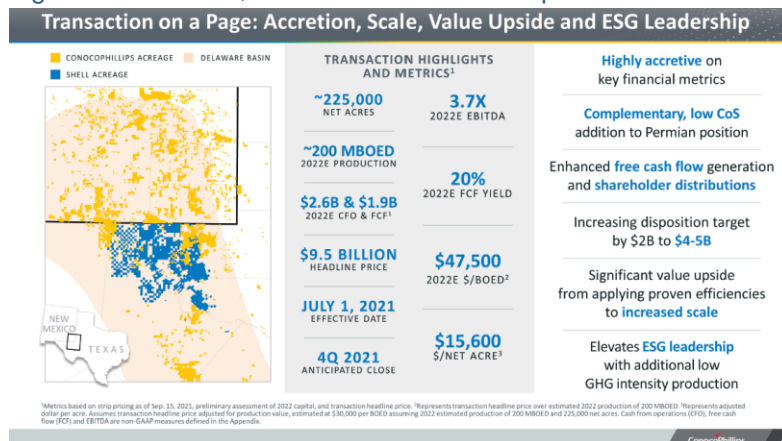 Transaction on a Page: Accretion, Scale, Value Upside and ESG Leadership
CONOCOPHILLIPS ACREAGE
DELAWARE BASIN
SHELL ACREAGE
NEW
MEXICO
TEXAS
TRANSACTION HIGHLIGHTS
AND METRICS¹
~225,000
NET ACRES
~200 MBOED
2022E PRODUCTION
$2.6B & $1.9B
2022E CFO & FCF¹
$9.5 BILLION
HEADLINE PRICE
JULY 1, 2021
EFFECTIVE DATE
4Q 2021
ANTICIPATED CLOSE
3.7X
2022E EBITDA
20%
2022E FCF YIELD
$47,500
2022E $/BOED²
$15,600
$/NET ACRE³
Highly accretive on
key financial metrics
Complementary, low CoS
addition to Permian position
Enhanced free cash flow generation
and shareholder distributions
Increasing disposition target
by $2B to $4-5B
Significant value upside
from applying proven efficiencies
to increased scale
Elevates ESG leadership
with additional low
GHG intensity production
¹Metrics based on strip pricing as of Sep. 15, 2021, preliminary assessment of 2022 capital, and transaction headline price. ²Represents transaction headline price over estimated 2022 production of 200 MBOED. ³Represents adjusted
dollar per acre. Assumes transaction headline price adjusted for production value, estimated at $30,000 per BOED assuming 2022 estimated production of 200 MBOED and 225,000 net acres. Cash from operations (CFO), free cash
flow (FCF) and EBITDA are non-GAAP measures defined in the Appendix.
ConocoPhillips